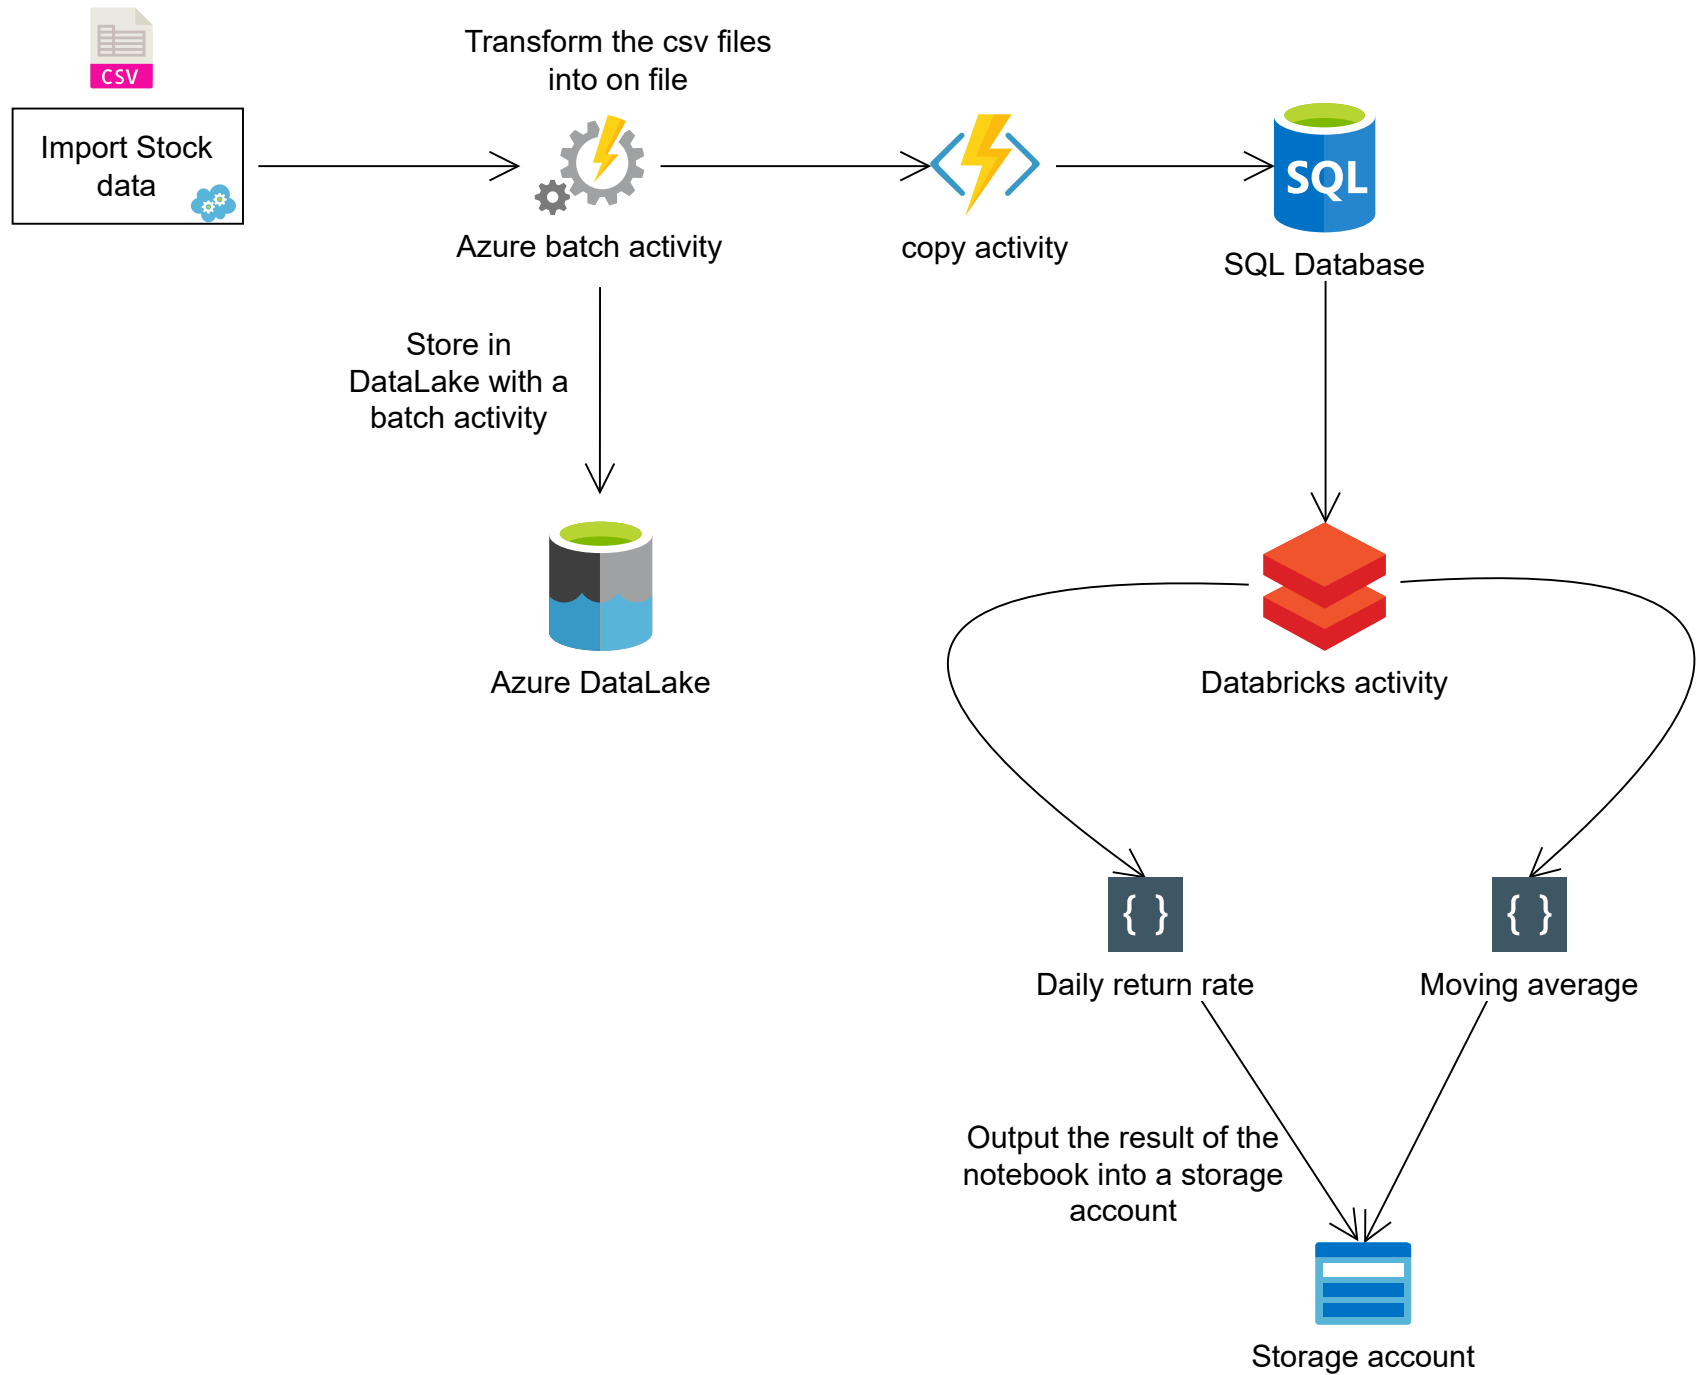 CSV
Import Stock
data
Transform the csv files
into on file
Azure batch activity
copy activity
SQL
SQL Database
Store in
DataLake with a
batch activity
Azure DataLake
Databricks activity
{ }
Daily return rate
{ }
Moving average
Output the result of the
notebook into a storage
account
Storage account